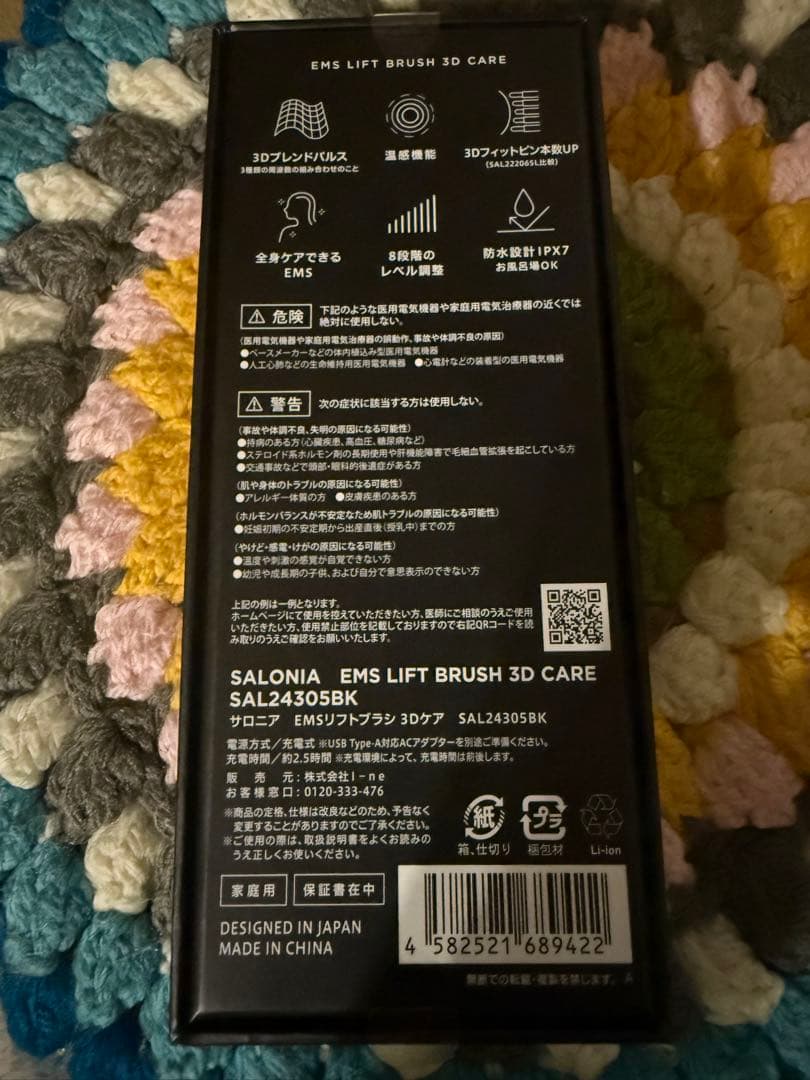 EMS LIFT BRUSH 3D CARE
3Dブレンドパルス
3種類の周波数の組み合わせのこと
温感機能
3Dフィットピン本数UP
(SAL22206SL比較)
全身ケアできる
EMS
8段階の
レベル調整
防水設計IPX7
お風呂場OK
⚠危険
下記のような医用電気機器や家庭用電気治療器の近くでは
絶対に使用しない。
(医用電気機器や家庭用電気治療器の誤動作、事故や体調不良の原因)
●ペースメーカーなどの体内植込み型医用電気機器
●人工心肺などの生命維持用医用電気機器 ●心電計などの装着型の医用電気機器
⚠警告
次の症状に該当する方は使用しない。
(事故や体調不良、失明の原因になる可能性)
●持病のある方(心臓疾患、高血圧、糖尿病など)
●ステロイド系ホルモン剤の長期使用や肝機能障害で毛細血管拡張を起こしている方
●交通事故などで頭部・眼科的後遺症がある方
(肌や身体のトラブルの原因になる可能性)
●アレルギー体質の方 ●皮膚疾患のある方
(ホルモンバランスが不安定なため肌トラブルの原因になる可能性)
●妊娠初期の不安定期から出産直後(授乳中)までの方
(やけど・感電・けがの原因になる可能性)
●温度や刺激の感覚が自覚できない方
●幼児や成長期の子供、および自分で意思表示のできない方
上記の例は一例となります。
ホームページにて使用を控えていただきたい方、医師にご相談のうえご使用
いただきたい方、使用禁止部位を記載しておりますので右記QRコードを読
み取りのうえご確認をお願いいたします。
SALONIA EMS LIFT BRUSH 3D CARE
SAL24305BK
サロニア EMSリフトブラシ 3Dケア SAL24305BK
電源方式/充電式 ※USB Type-A対応ACアダプターを別途ご準備ください。
充電時間/約2.5時間 ※充電環境によって、充電時間は前後します。
販売元:株式会社I-ne
お客様窓口:0120-333-476
※商品の定格、仕様は改良などのため、予告なく
変更することがありますのでご了承ください。
※ご使用の際は、取扱説明書をよくお読みの
うえ正しくお使いください。
紙
箱、仕切り
プラ
梱包材
Li-ion
家庭用
保証書在中
DESIGNED IN JAPAN
MADE IN CHINA
4 582521 689422
無断での転載・複製を禁じます。 A